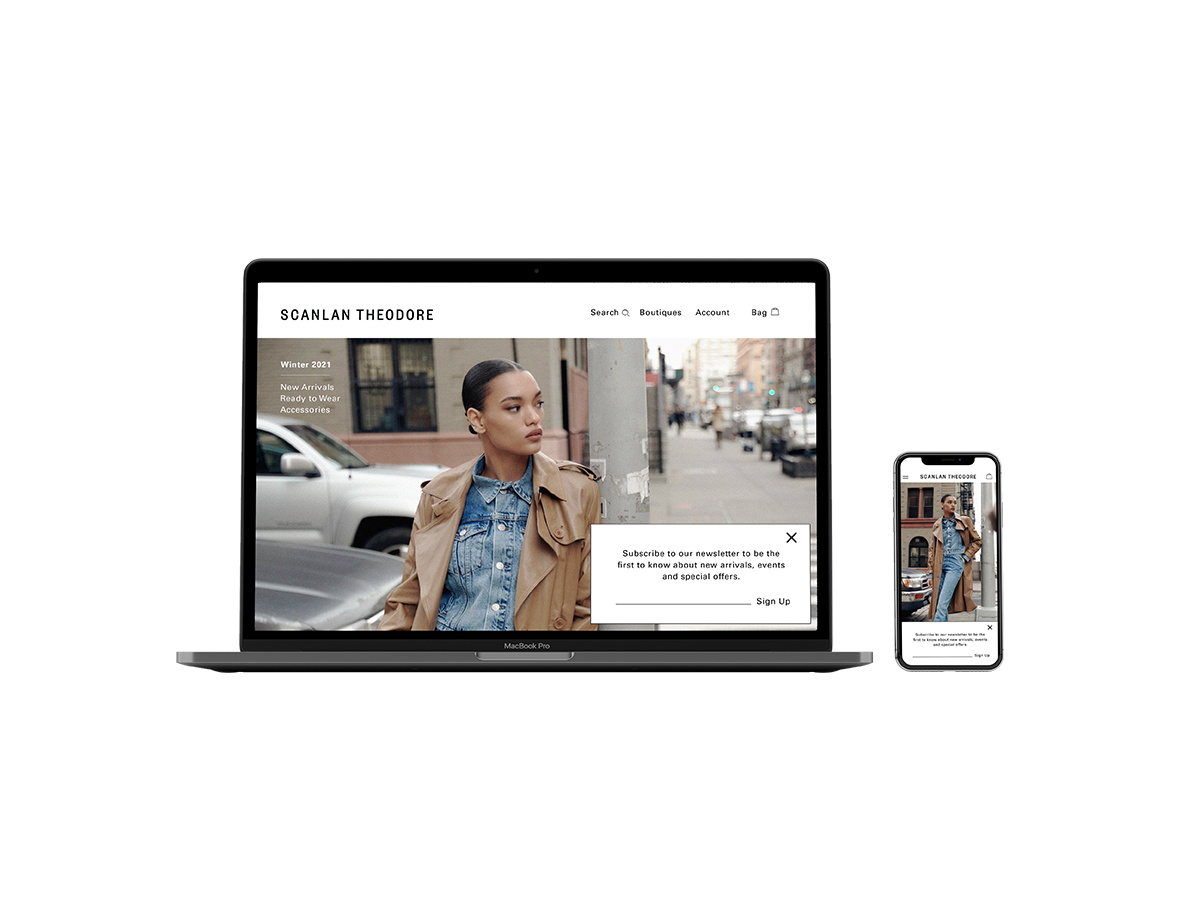 SCANLAN THEODORE
Search Boutiques Account Bag
Winter 2021
New Arrivals
Ready to Wear
Accessories
Subscribe to our newsletter to be the
first to know about new arrivals, events
and special offers.
Sign Up
MacBook Pro
SCANLAN THEODORE
Subscribe to our newsletter to be the
first to know about new arrivals, events
and special offers.
Sign Up